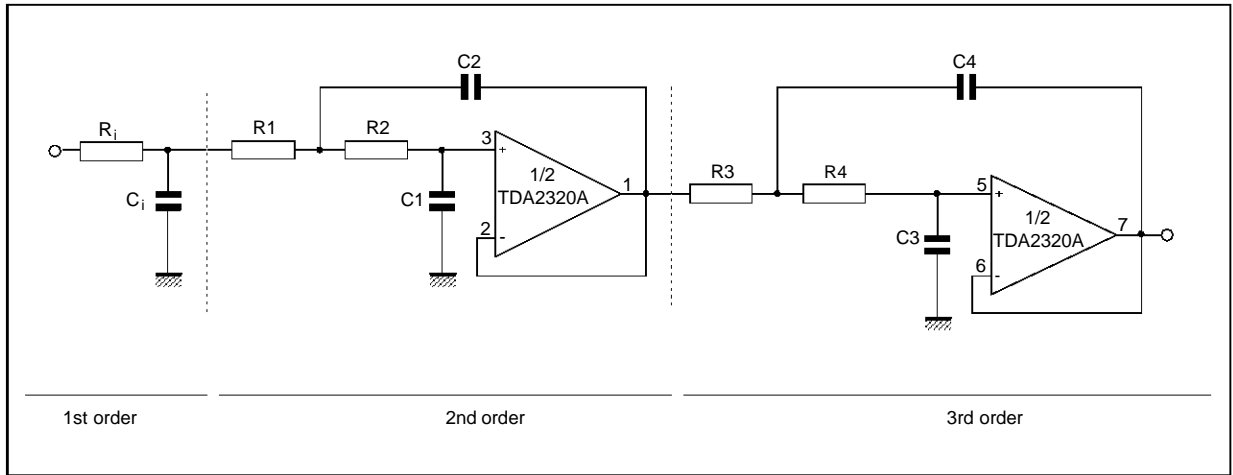 C2
C4
Ri
R1
R2
3
+
1/2
TDA2320A
1
2
-
Ci
C1
R3
R4
5
+
1/2
TDA2320A
7
6
-
C3
1st order
2nd order
3rd order